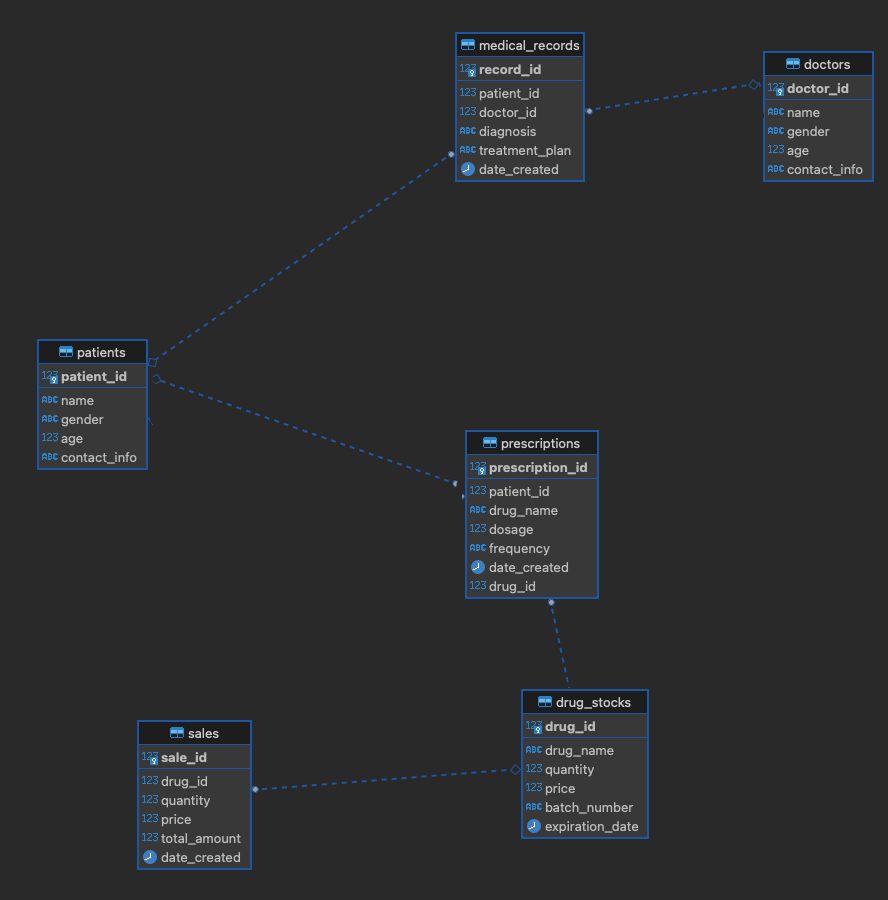 medical_records
123 record_id
123 patient_id
123 doctor_id
ABC diagnosis
ABC treatment_plan
date_created
doctors
123 doctor_id
ABC name
ABC gender
123 age
ABC contact_info
patients
123 patient_id
ABC name
ABC gender
123 age
ABC contact_info
prescriptions
123 prescription_id
123 patient_id
ABC drug_name
123 dosage
ABC frequency
date_created
123 drug_id
drug_stocks
123 drug_id
ABC drug_name
123 quantity
123 price
ABC batch_number
expiration_date
sales
123 sale_id
123 drug_id
123 quantity
123 price
123 total_amount
date_created